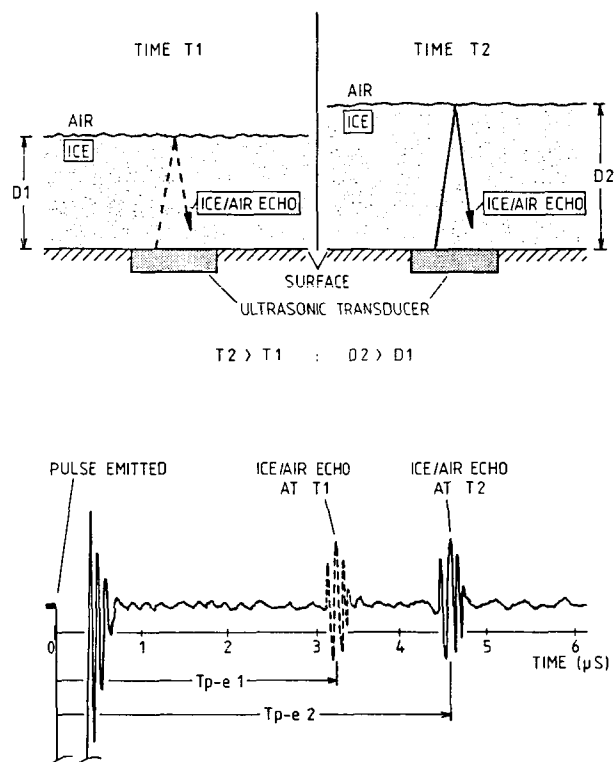 TIME T1
TIME T2
AIR
ICE
AIR
ICE
D1
D2
ICE/AIR ECHO
ICE/AIR ECHO
SURFACE
ULTRASONIC TRANSDUCER
T2 > T1 : D2 > D1
PULSE EMITTED
ICE/AIR ECHO
AT T1
ICE/AIR ECHO
AT T2
0 1 2 3 4 5 6
TIME (µS)
Tp-e 1
Tp-e 2